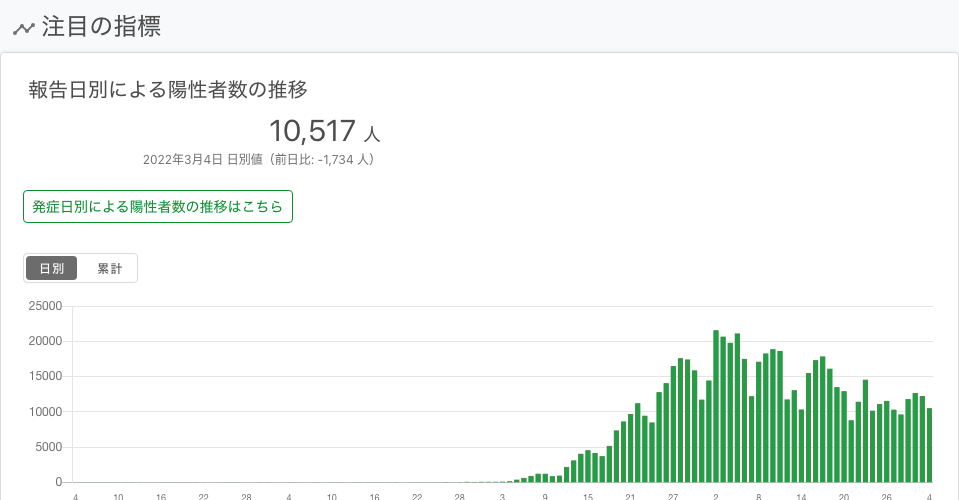 注目の指標
報告日別による陽性者数の推移
10,517 人
2022年3月4日 日別値（前日比: -1,734 人）
発症日別による陽性者数の推移はこちら
日別 累計
25000
20000
15000
10000
5000
0
4 10 16 22 28 4 10 16 22 28 3 9 15 21 27 2 8 14 20 26 4